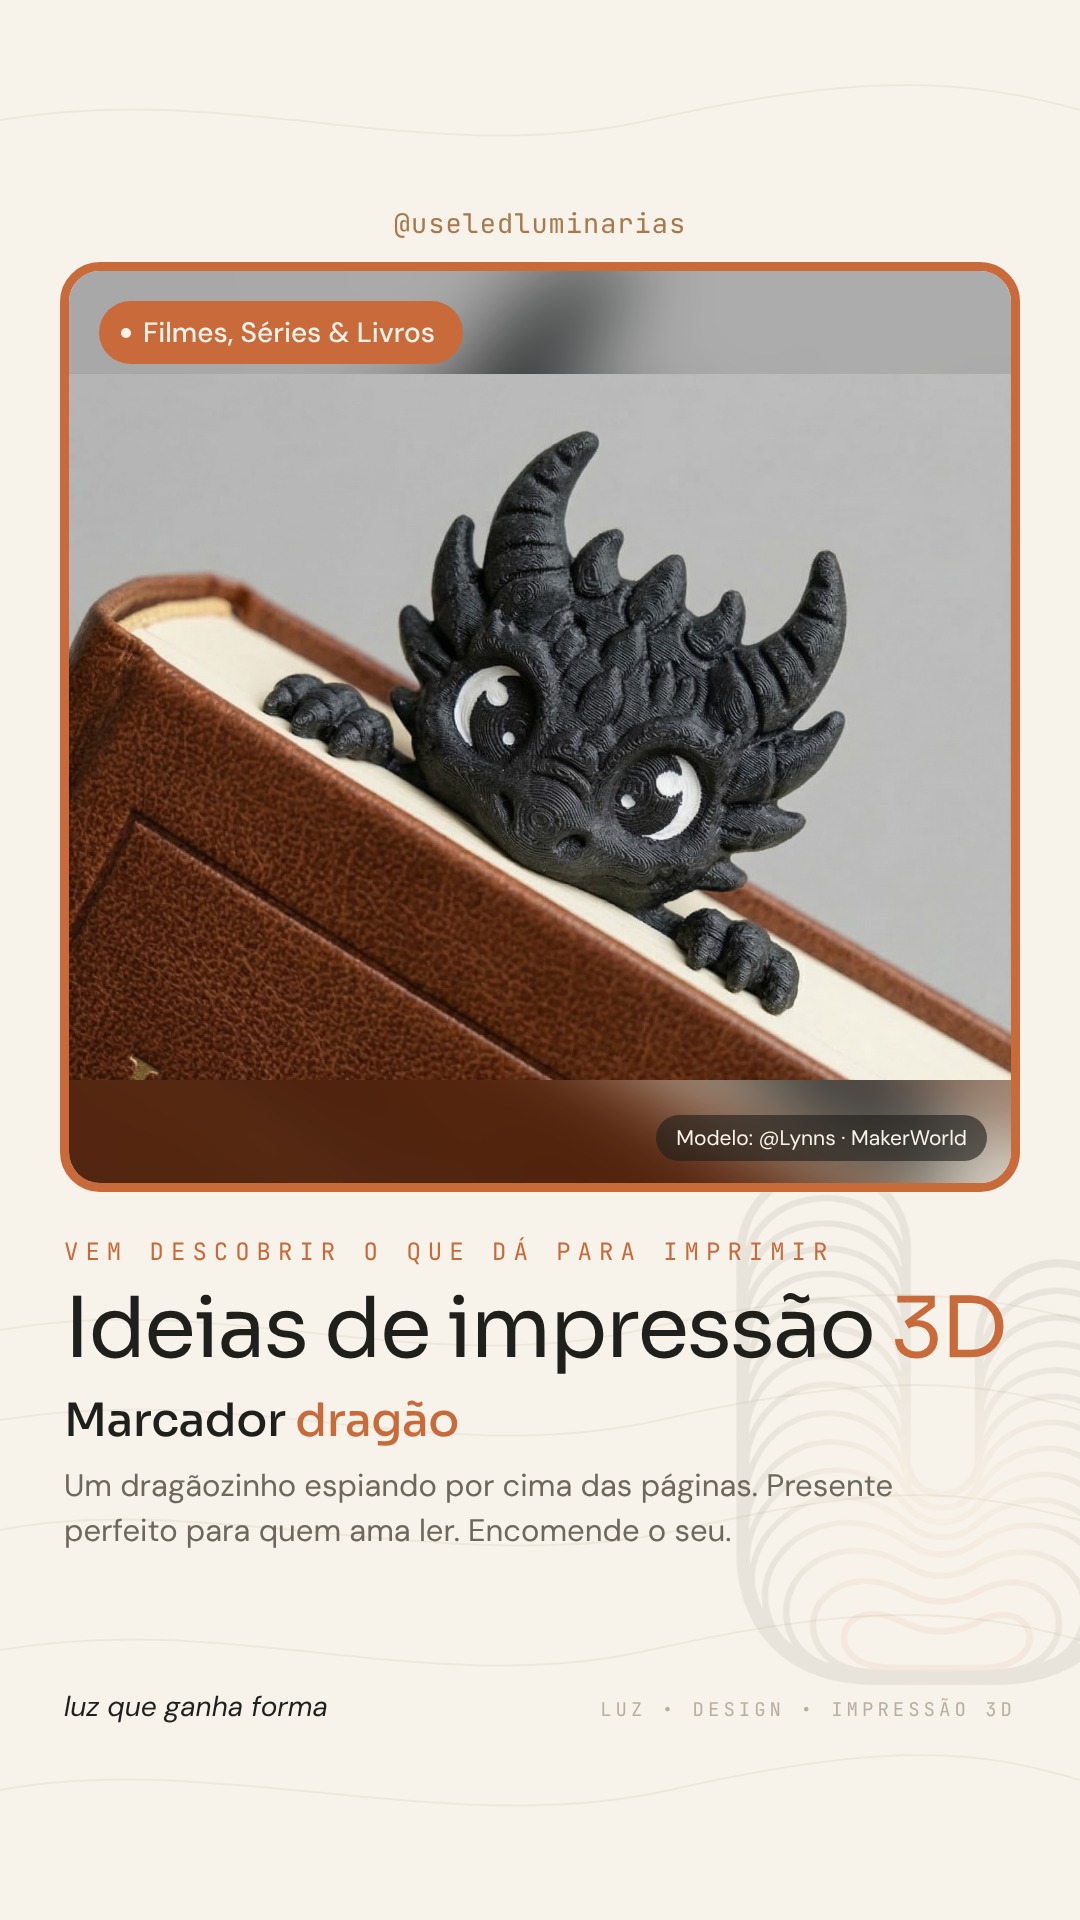 @useledluminarias
• Filmes, Séries & Livros
Modelo: @Lynns · MakerWorld
VEM DESCOBRIR O QUE DÁ PARA IMPRIMIR
Ideias de impressão 3D
Marcador dragão
Um dragãozinho espiando por cima das páginas. Presente
perfeito para quem ama ler. Encomende o seu.
luz que ganha forma
LUZ • DESIGN • IMPRESSÃO 3D